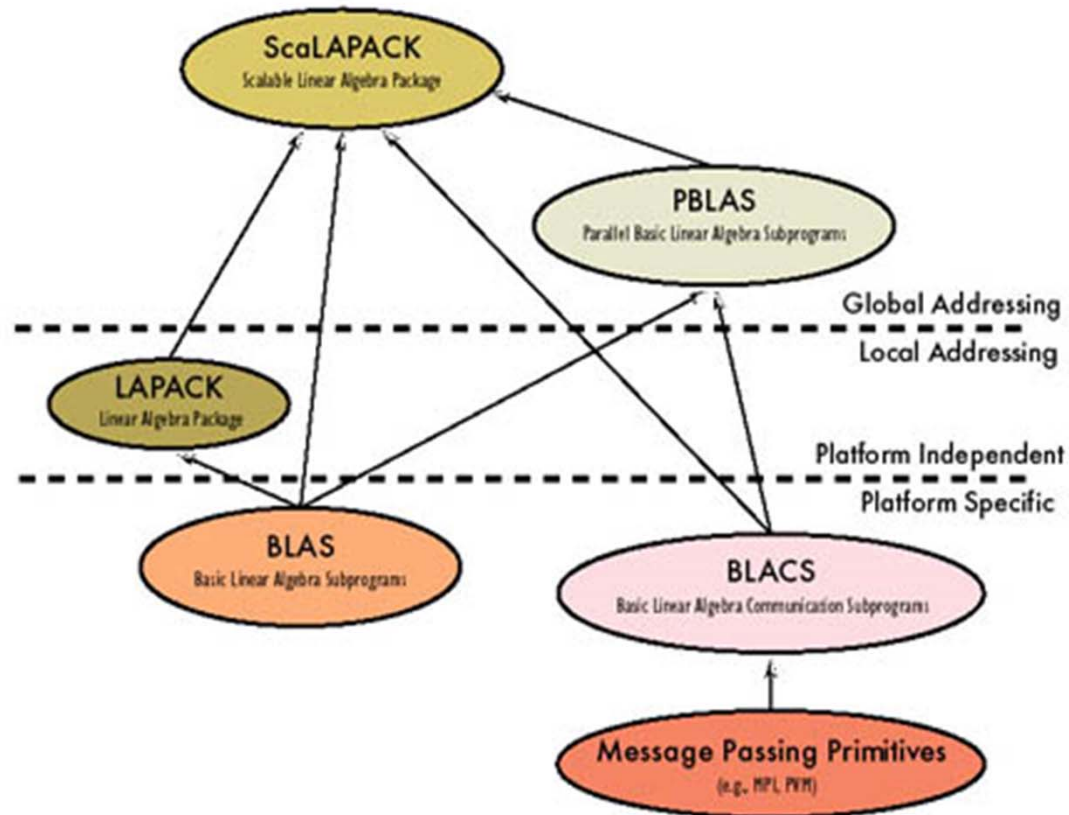 ScaLAPACK
Scalable Linear Algebra Package
PBLAS
Parallel Basic Linear Algebra Subprograms
Global Addressing
Local Addressing
LAPACK
Linear Algebra Package
Platform Independent
Platform Specific
BLAS
Basic Linear Algebra Subprograms
BLACS
Basic Linear Algebra Communication Subprograms
Message Passing Primitives
(e.g., MPI, PVM)